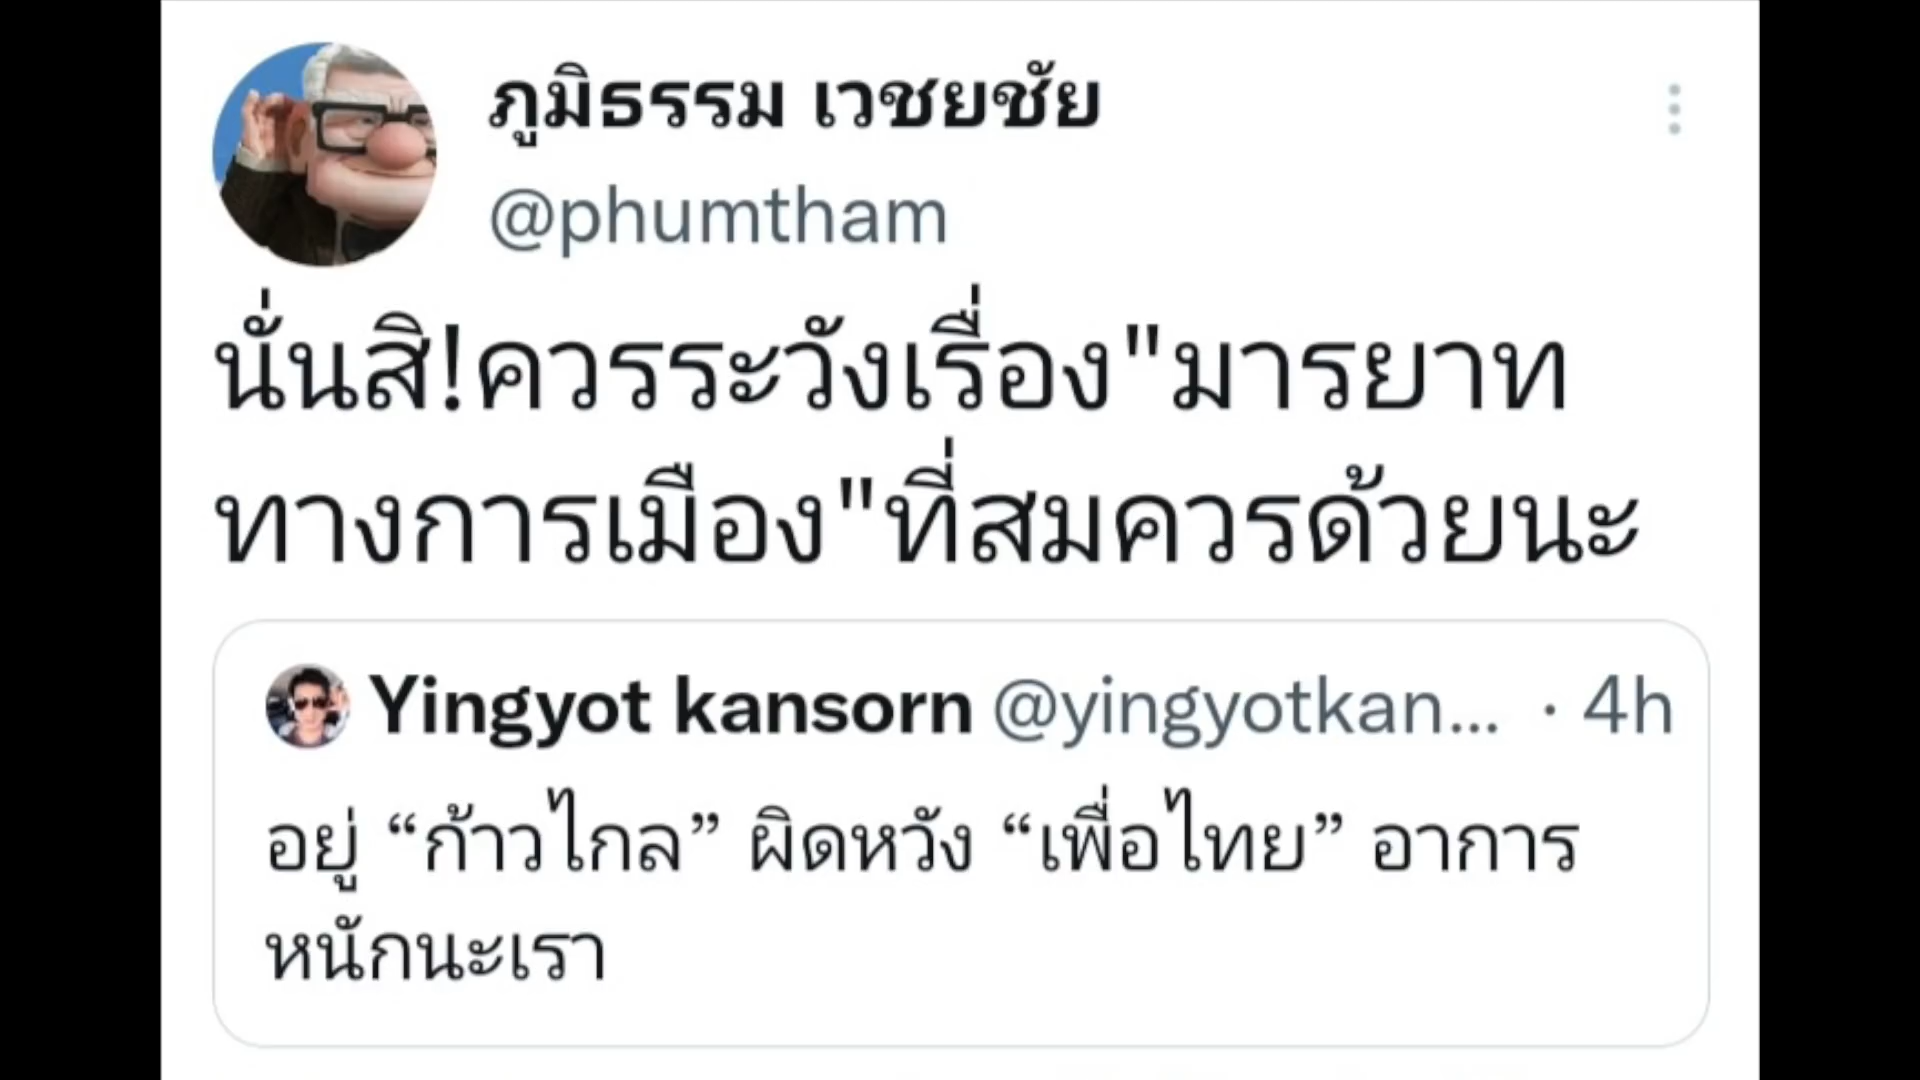 ภูมิธรรม เวชยชัย
@phumtham
นั่นสิ!ควรระวังเรื่อง"มารยาท
ทางการเมือง"ที่สมควรด้วยนะ
Yingyot kansorn @yingyotkan... · 4h
อยู่ “ก้าวไกล” ผิดหวัง “เพื่อไทย” อาการ
หนักนะเรา